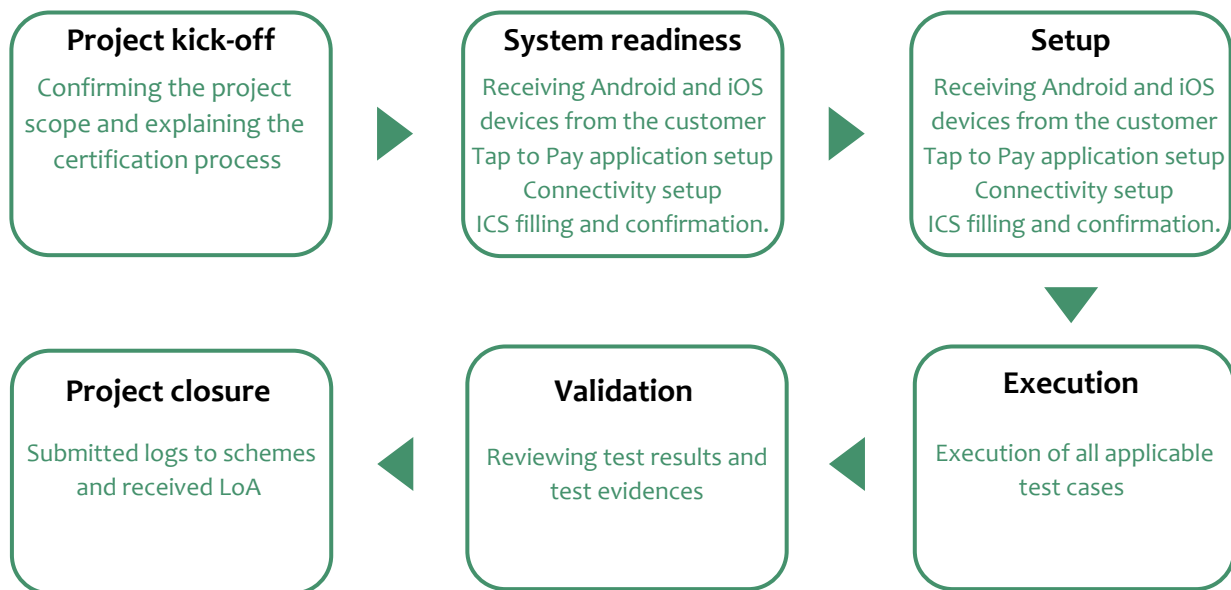 Project kick-off
Confirming the project
scope and explaining the
certification process
System readiness
Receiving Android and iOS
devices from the customer
Tap to Pay application setup
Connectivity setup
ICS filling and confirmation.
Setup
Receiving Android and iOS
devices from the customer
Tap to Pay application setup
Connectivity setup
ICS filling and confirmation.
Execution
Execution of all applicable
test cases
Validation
Reviewing test results and
test evidences
Project closure
Submitted logs to schemes
and received LoA